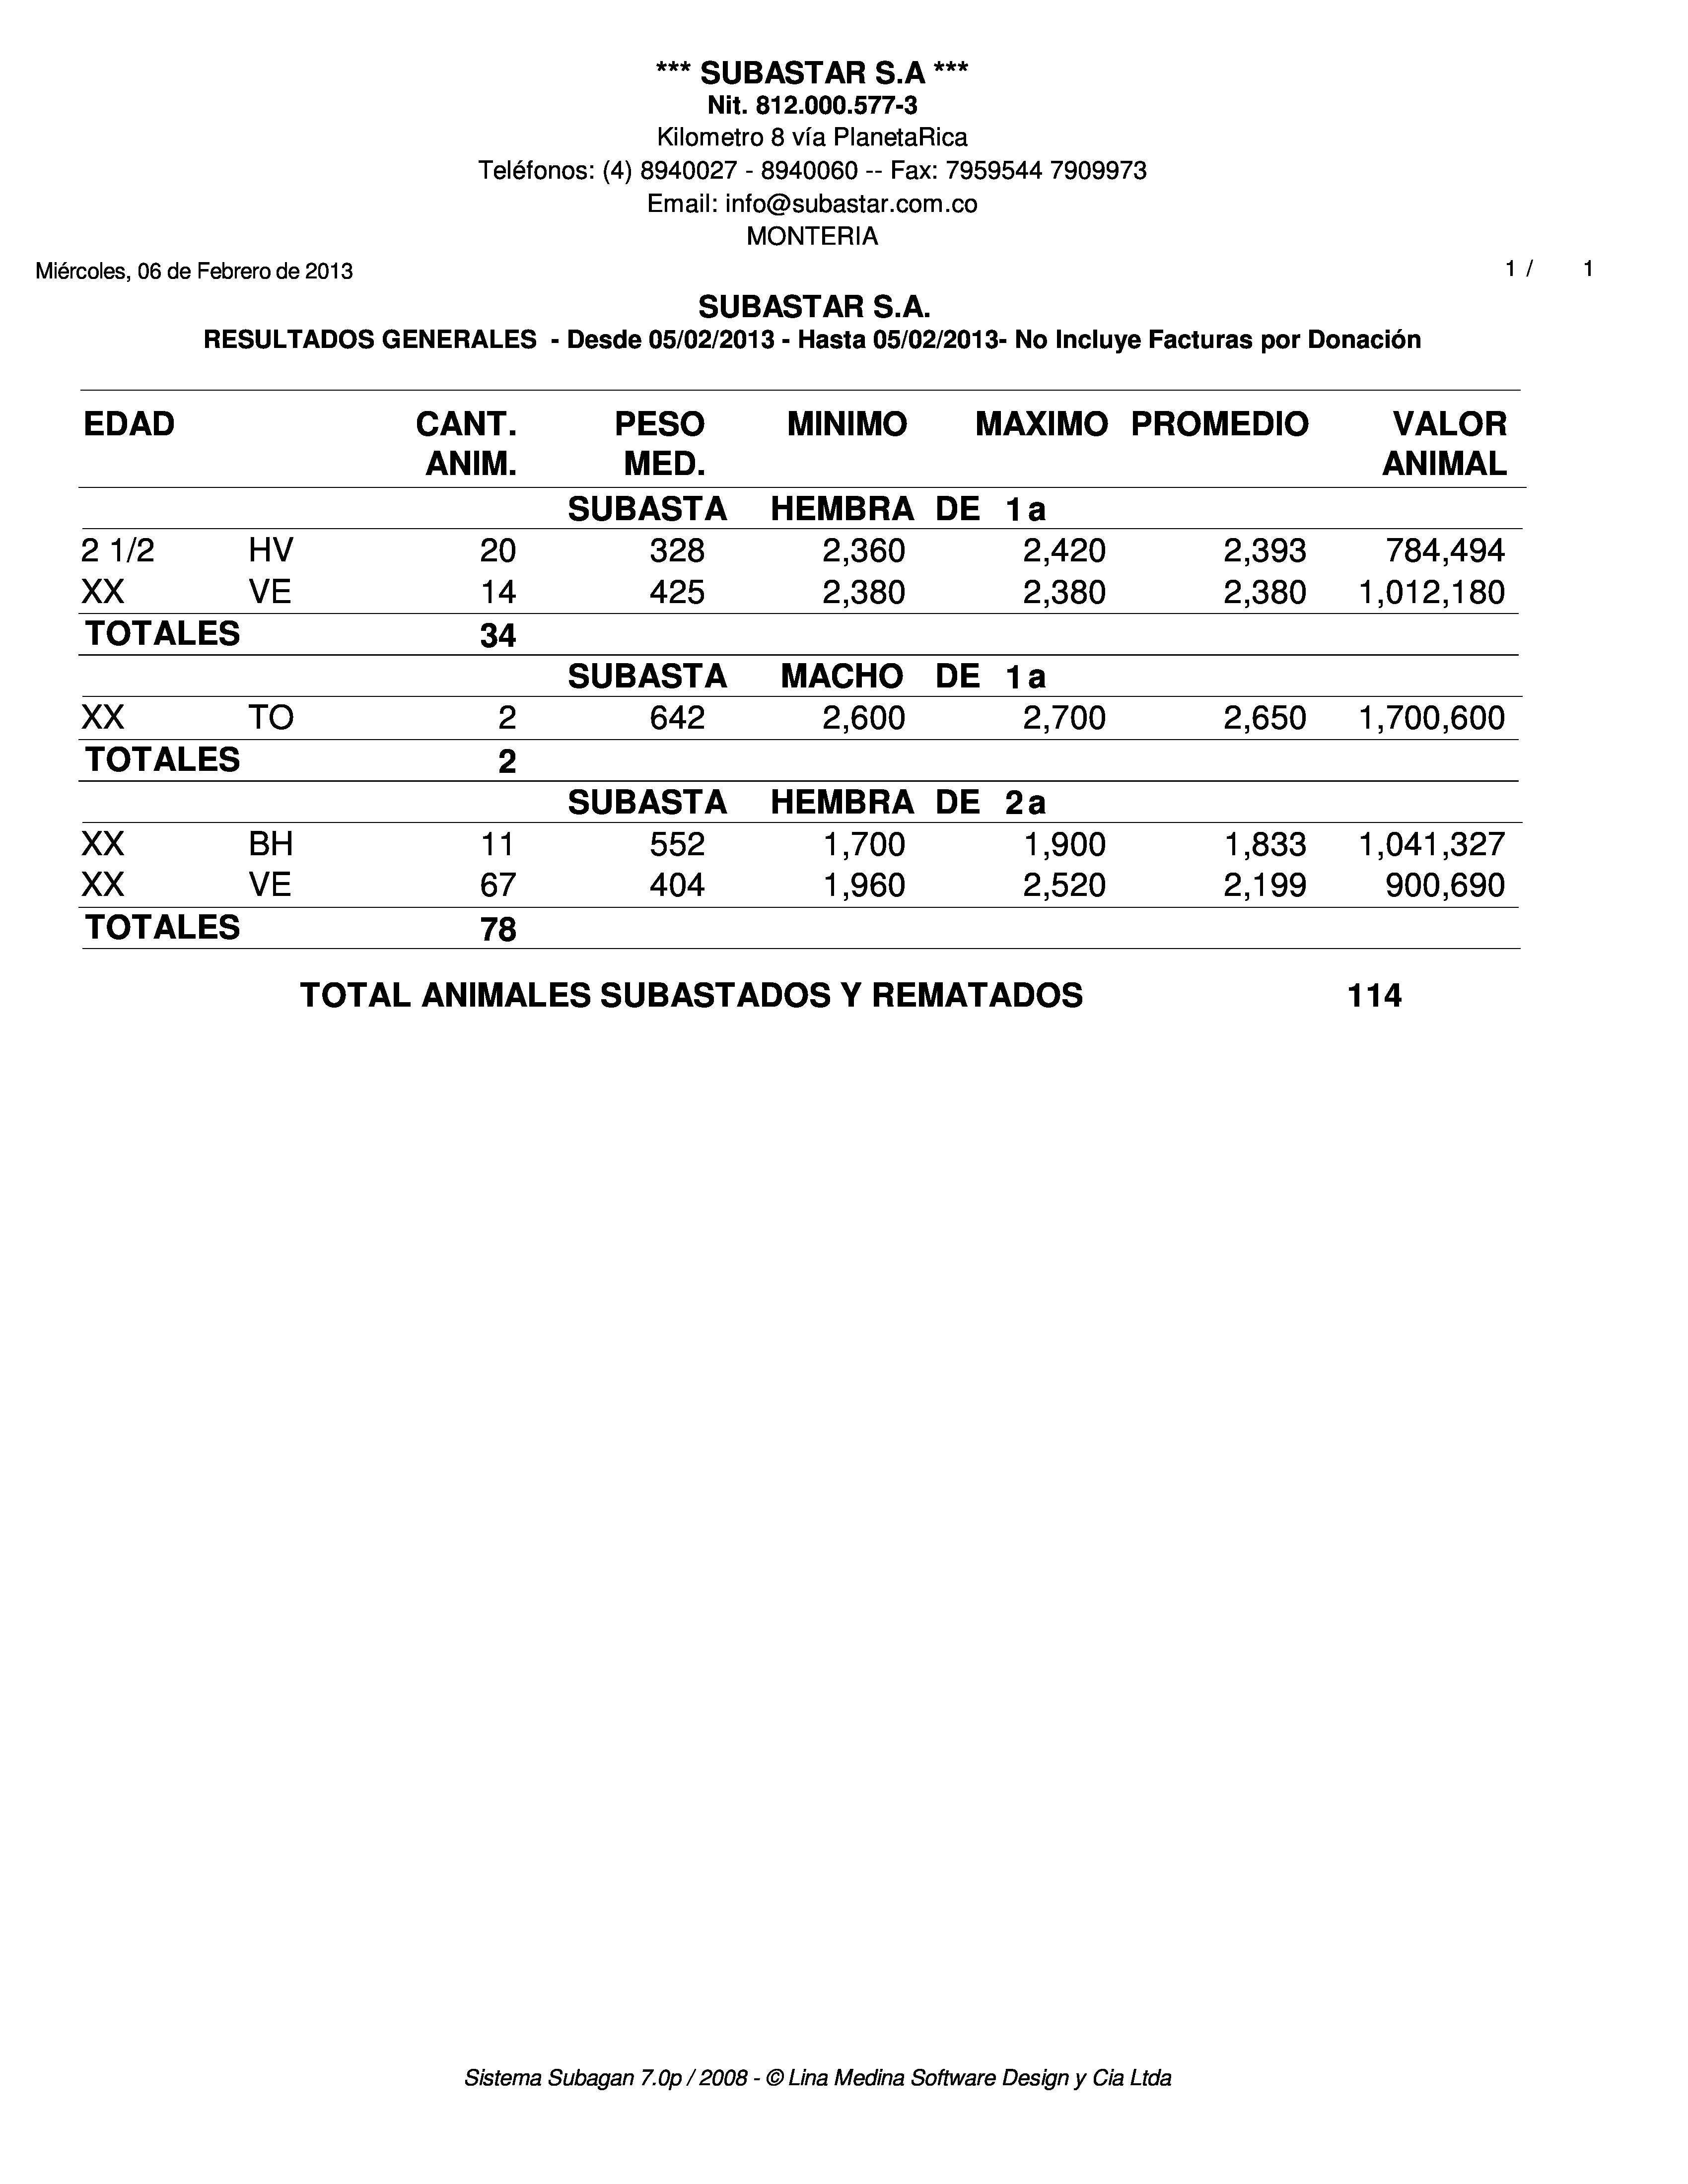 *** SUBASTAR S.A ***
Nit. 812.000.577-3
Kilometro 8 vía PlanetaRica
Teléfonos: (4) 8940027 - 8940060 -- Fax: 7959544 7909973
Email: info@subastar.com.co
MONTERIA
Miércoles, 06 de Febrero de 2013 1 / 1
SUBASTAR S.A.
RESULTADOS GENERALES - Desde 05/02/2013 - Hasta 05/02/2013- No Incluye Facturas por Donación
EDAD CANT. PESO MINIMO MAXIMO PROMEDIO VALOR
ANIM. MED. ANIMAL
SUBASTA HEMBRA DE 1a
2 1/2 HV 20 328 2,360 2,420 2,393 784,494
XX VE 14 425 2,380 2,380 2,380 1,012,180
TOTALES 34
SUBASTA MACHO DE 1a
XX TO 2 642 2,600 2,700 2,650 1,700,600
TOTALES 2
SUBASTA HEMBRA DE 2a
XX BH 11 552 1,700 1,900 1,833 1,041,327
XX VE 67 404 1,960 2,520 2,199 900,690
TOTALES 78
TOTAL ANIMALES SUBASTADOS Y REMATADOS 114
Sistema Subagan 7.0p / 2008 - © Lina Medina Software Design y Cia Ltda